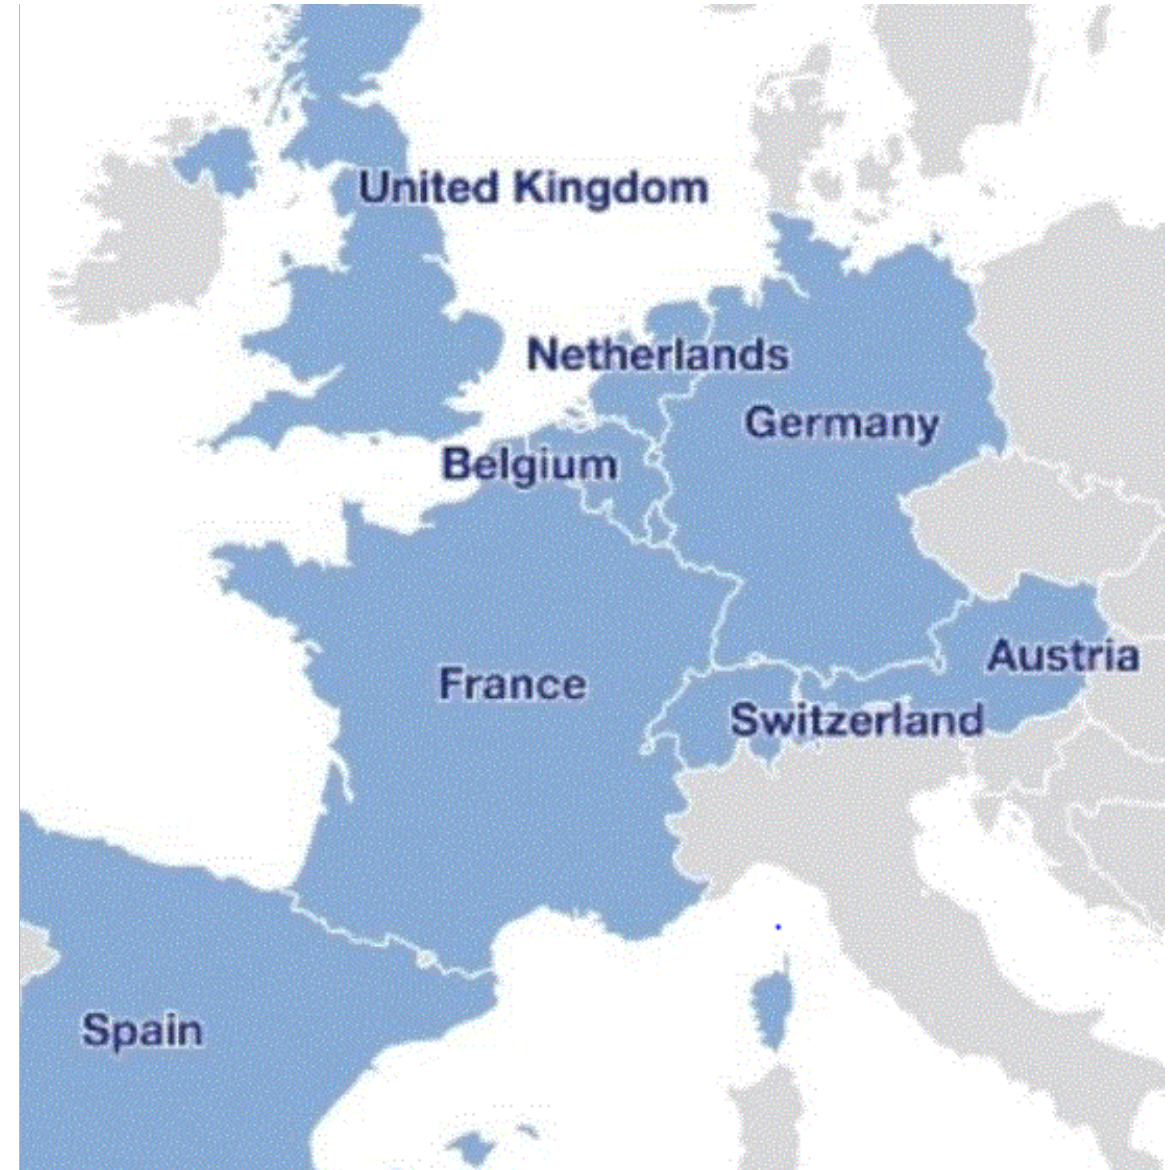 United Kingdom
Netherlands
Germany
Belgium
Austria
France
Switzerland
Spain